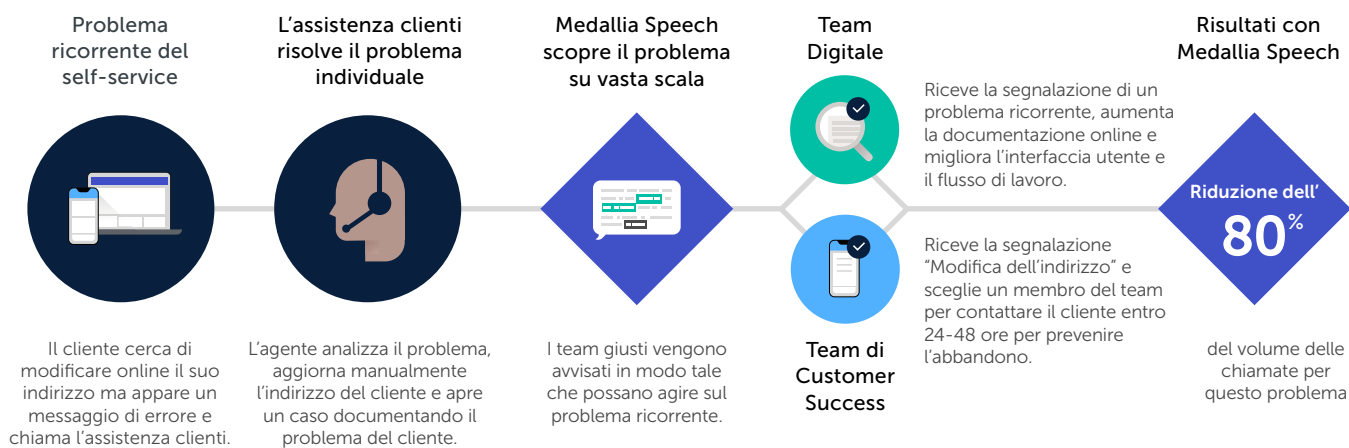 Problema
ricorrente del
self-service
Il cliente cerca di
modificare online il suo
indirizzo ma appare un
messaggio di errore e
chiama l'assistenza clienti.
L'assistenza clienti
risolve il problema
individuale
L'agente analizza il problema,
aggiorna manualmente
l'indirizzo del cliente e apre
un caso documentando il
problema del cliente.
Medallia Speech
scopre il problema
su vasta scala
I team giusti vengono
avvisati in modo tale
che possano agire sul
problema ricorrente.
Team
Digitale
Riceve la segnalazione di un
problema ricorrente, aumenta
la documentazione online e
migliora l'interfaccia utente e
il flusso di lavoro.
Team di
Customer
Success
Riceve la segnalazione
“Modifica dell'indirizzo” e
sceglie un membro del team
per contattare il cliente entro
24-48 ore per prevenire
l'abbandono.
Risultati con
Medallia Speech
Riduzione dell'
80%
del volume delle
chiamate per
questo problema